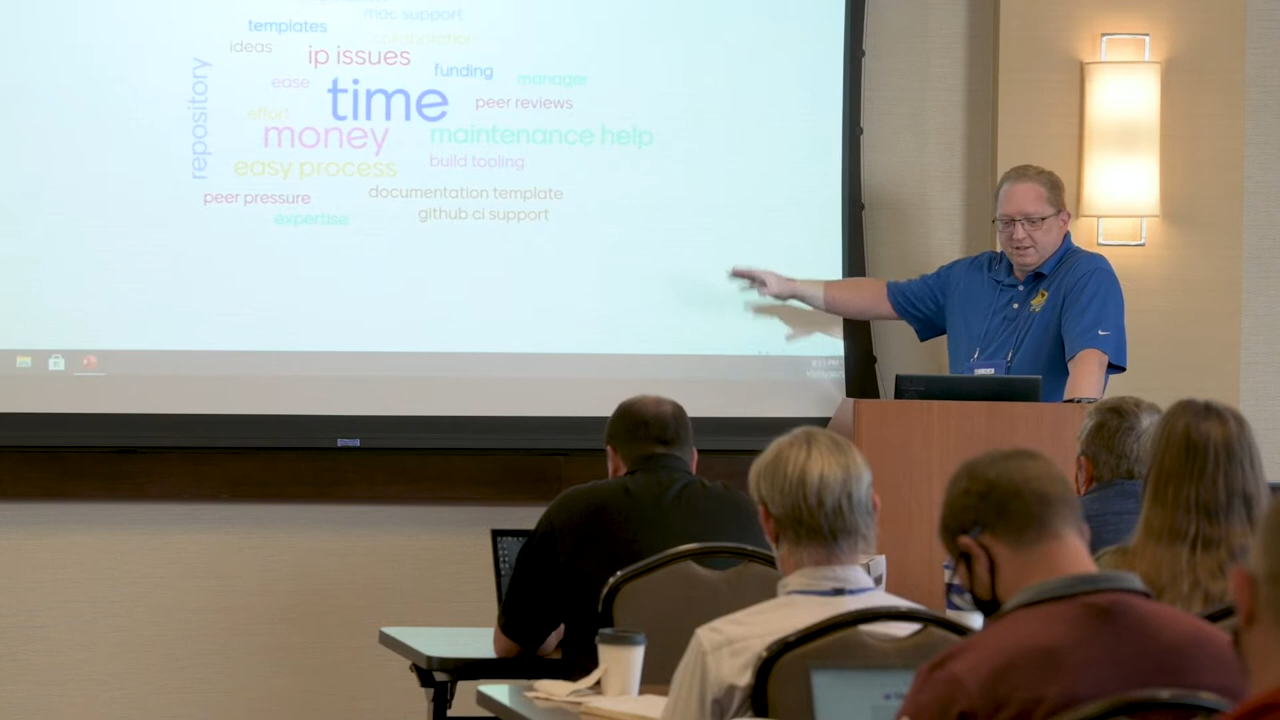 mac support
templates
collaboration
ideas
ip issues
funding
manager
ease
repository
time
peer reviews
effort
money
maintenance help
easy process
build tooling
peer pressure
documentation template
expertise
github ci support